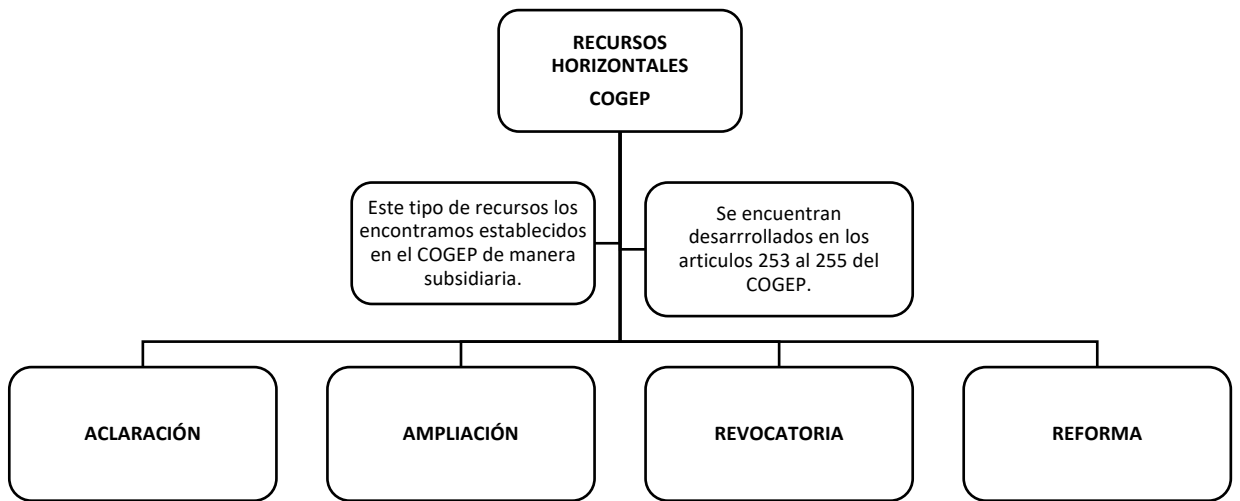 RECURSOS
HORIZONTALES
COGEP
Este tipo de recursos los
encontramos establecidos
en el COGEP de manera
subsidiaria.
Se encuentran
desarrrollados en los
articulos 253 al 255 del
COGEP.
ACLARACIÓN
AMPLIACIÓN
REVOCATORIA
REFORMA